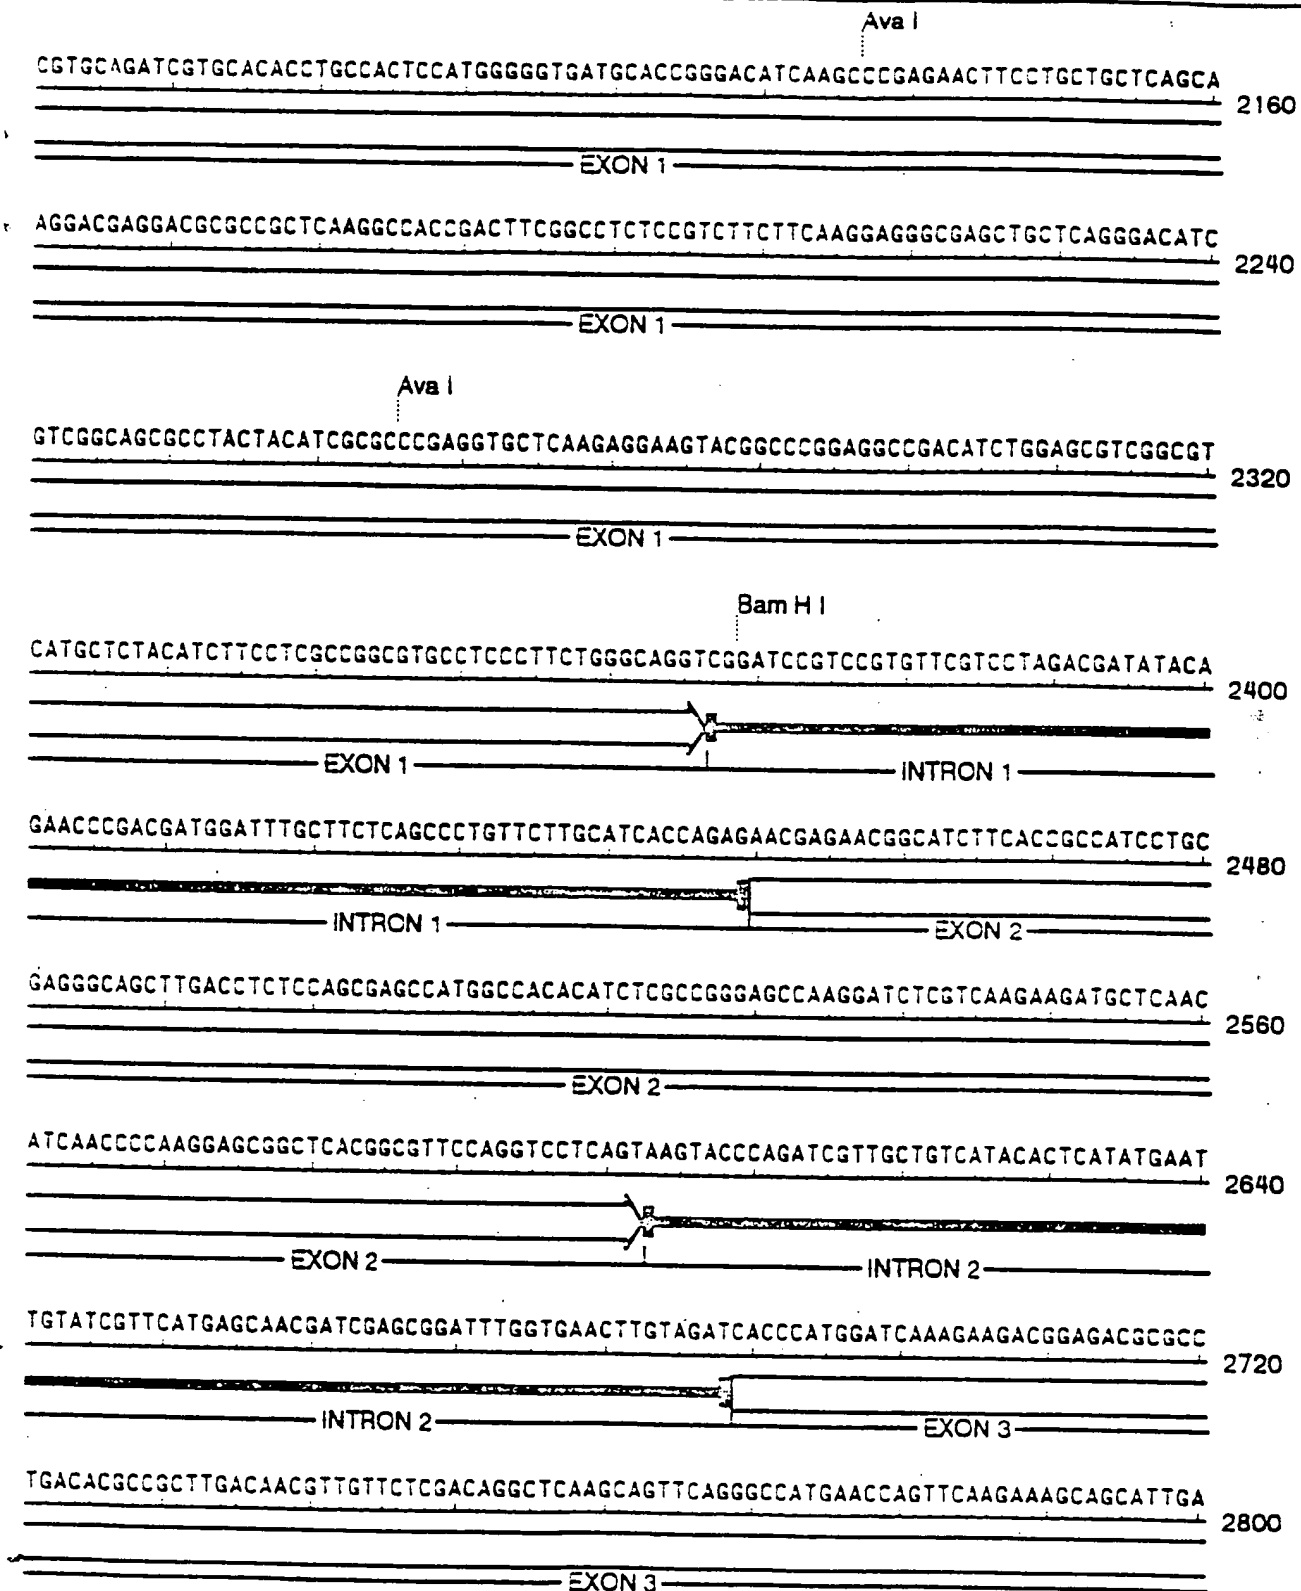 Ava I
CGTGCAGATCGTGCACACCTGCCACTCCATGGGGGTGATGCACCGGGACATCAAGCCCGAGAACTTCCTGCTGCTCAGCA
2160
EXON 1
AGGACGAGGACGCGCCGCTCAAGGCCACCGACTTCGGCCTCTCCGTCTTCTTCAAGGAGGGCGAGCTGCTCAGGGACATC
2240
EXON 1
Ava I
GTCGGCAGCGCCTACTACATCGCGCCCGAGGTGCTCAAGAGGAAGTACGGCCCGGAGGCCGACATCTGGAGCGTCGGCGT
2320
EXON 1
Bam H I
CATGCTCTACATCTTCCTCGCCGGCGTGCCTCCCTTCTGGGCAGGTCGGATCCGTCCGTGTTCGTCCTAGACGATATACA
2400
EXON 1 INTRON 1
GAACCCGACGATGGATTTGCTTCTCAGCCCTGTTCTTGCATCACCAGAGAACGAGAACGGCATCTTCACCGCCATCCTGC
2480
INTRON 1 EXON 2
GAGGGCAGCTTGACCTCTCCAGCGAGCCATGGCCACACATCTCGCCGGGAGCCAAGGATCTCGTCAAGAAGATGCTCAAC
2560
EXON 2
ATCAACCCCAAGGAGCGGCTCACGGCGTTCCAGGTCCTCAGTAAGTACCCAGATCGTTGCTGTCATACACTCATATGAAT
2640
EXON 2 INTRON 2
TGTATCGTTCATGAGCAACGATCGAGCGGATTTGGTGAACTTGTAGATCACCCATGGATCAAAGAAGACGGAGACGCGCC
2720
INTRON 2 EXON 3
TGACACGCCGCTTGACAACGTTGTTCTCGACAGGCTCAAGCAGTTCAGGGCCATGAACCAGTTCAAGAAAGCAGCATTGA
2800
EXON 3